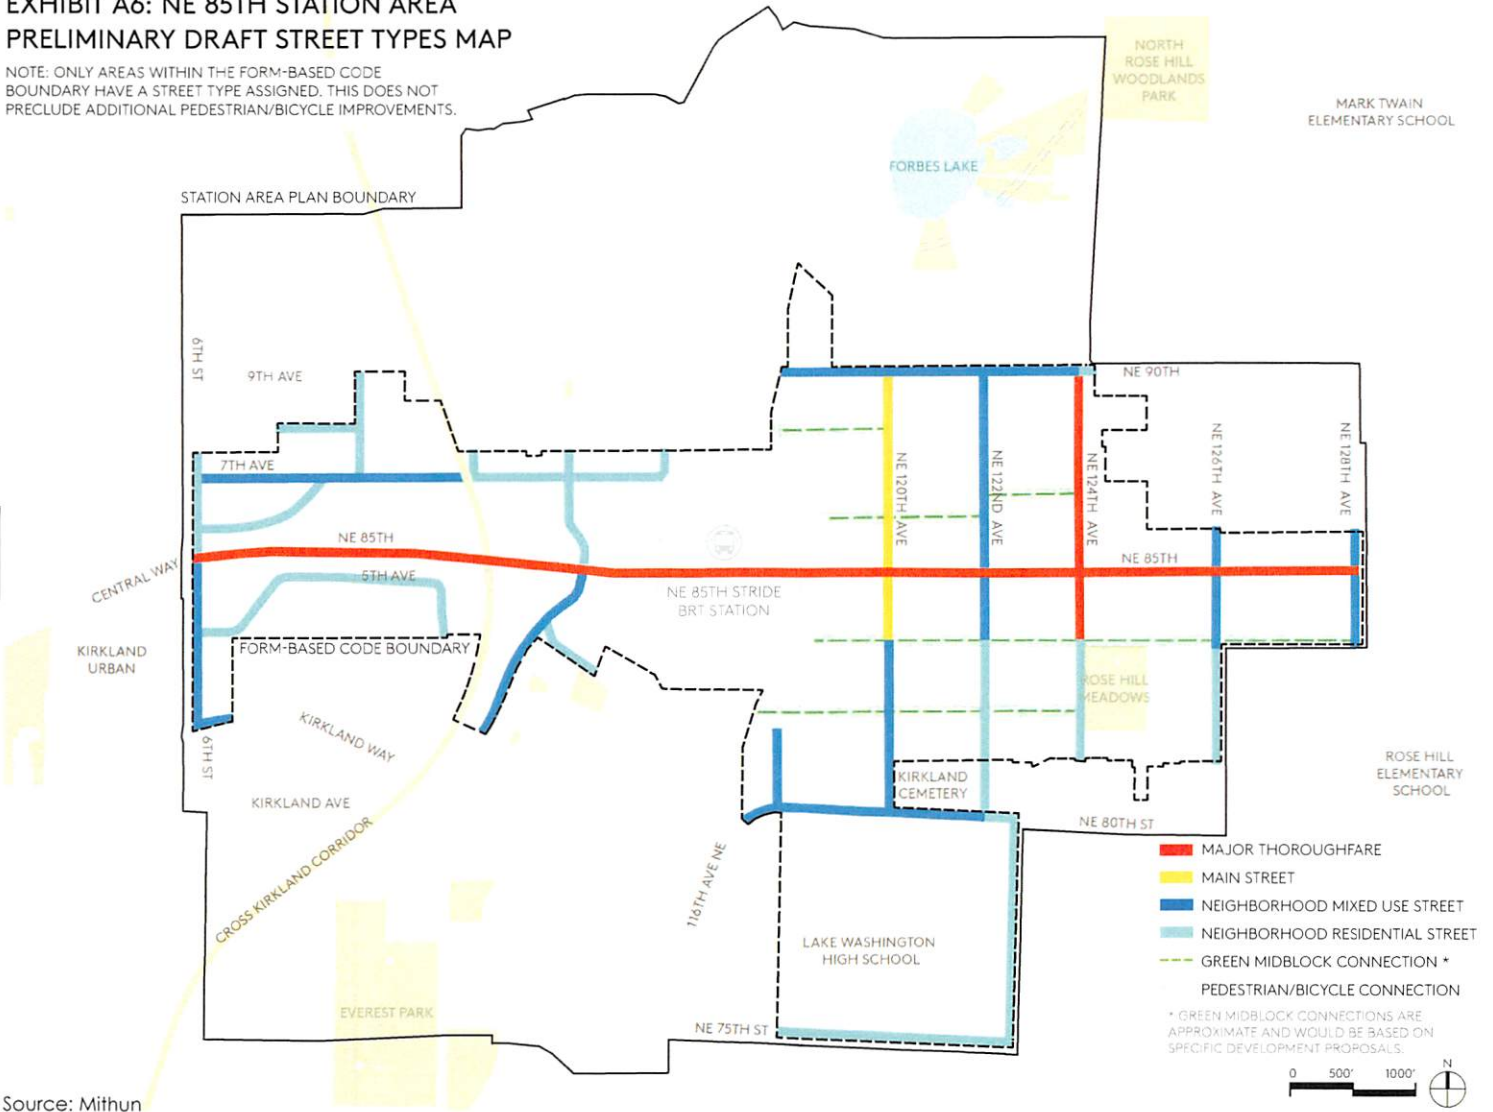 EXHIBIT A6: NE 85TH STATION AREA
PRELIMINARY DRAFT STREET TYPES MAP
NOTE: ONLY AREAS WITHIN THE FORM-BASED CODE
BOUNDARY HAVE A STREET TYPE ASSIGNED. THIS DOES NOT
PRECLUDE ADDITIONAL PEDESTRIAN/BICYCLE IMPROVEMENTS.
NORTH
ROSE HILL
WOODLANDS
PARK
MARK TWAIN
ELEMENTARY SCHOOL
FORBES LAKE
STATION AREA PLAN BOUNDARY
6TH ST
9TH AVE
NE 90TH
7TH AVE
NE 120TH AVE
NE 122ND AVE
NE 124TH AVE
NE 126TH AVE
NE 128TH AVE
NE 85TH
NE 85TH
CENTRAL WAY
5TH AVE
NE 85TH STRIDE
BRT STATION
KIRKLAND
URBAN
FORM-BASED CODE BOUNDARY
ROSE HILL
MEADOWS
KIRKLAND WAY
6TH ST
KIRKLAND
CEMETERY
ROSE HILL
ELEMENTARY
SCHOOL
KIRKLAND AVE
NE 80TH ST
CROSS KIRKLAND CORRIDOR
116TH AVE NE
LAKE WASHINGTON
HIGH SCHOOL
EVEREST PARK
NE 75TH ST
MAJOR THOROUGHFARE
MAIN STREET
NEIGHBORHOOD MIXED USE STREET
NEIGHBORHOOD RESIDENTIAL STREET
GREEN MIDBLOCK CONNECTION *
PEDESTRIAN/BICYCLE CONNECTION
* GREEN MIDBLOCK CONNECTIONS ARE
APPROXIMATE AND WOULD BE BASED ON
SPECIFIC DEVELOPMENT PROPOSALS.
0 500' 1000'
N
Source: Mithun